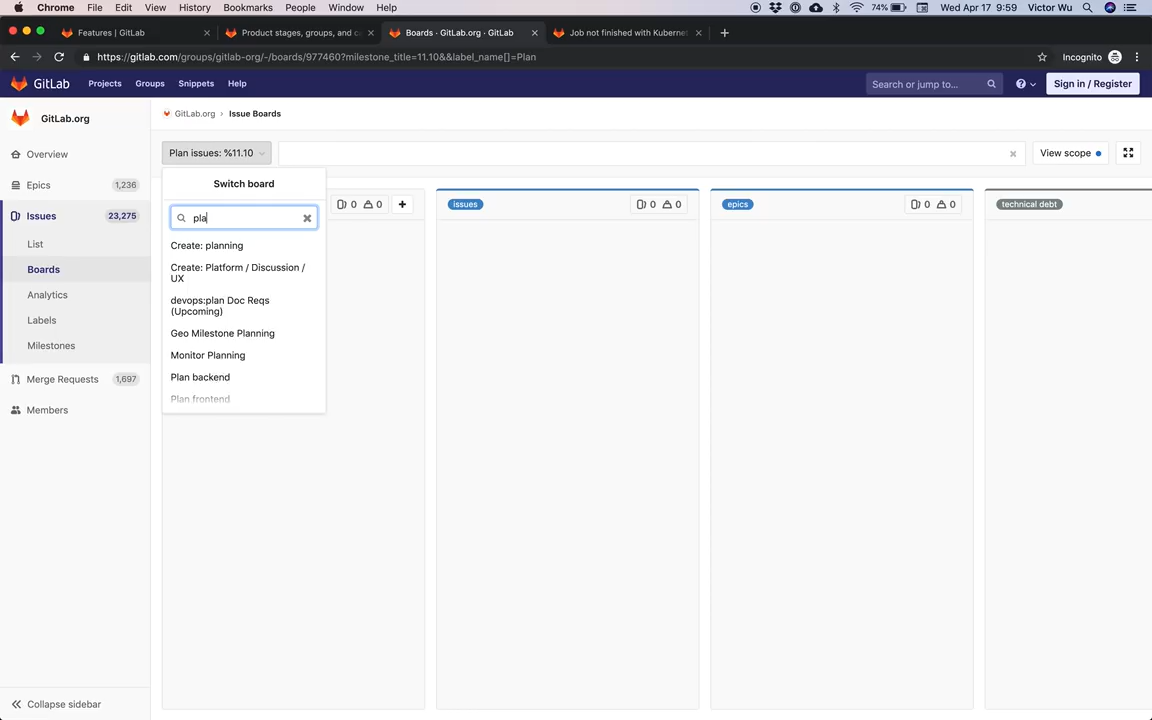 Chrome File Edit View History Bookmarks People Window Help 74% Wed Apr 17 9:59 Victor Wu
Features | GitLab
Product stages, groups, and c
Boards · GitLab.org · GitLab
Job not finished with Kuberne
https://gitlab.com/groups/gitlab-org/-/boards/977460?milestone_title=11.10&&label_name[]=Plan
Incognito
GitLab Projects Groups Snippets Help Search or jump to... Sign in / Register
GitLab.org
Overview
Epics 1,236
Issues 23,275
List
Boards
Analytics
Labels
Milestones
Merge Requests 1,697
Members
Collapse sidebar
GitLab.org › Issue Boards
Plan issues: %11.10
View scope
Switch board
pla
Create: planning
Create: Platform / Discussion /
UX
devops:plan Doc Reqs
(Upcoming)
Geo Milestone Planning
Monitor Planning
Plan backend
Plan frontend
0 0
issues 0 0
epics 0 0
technical debt